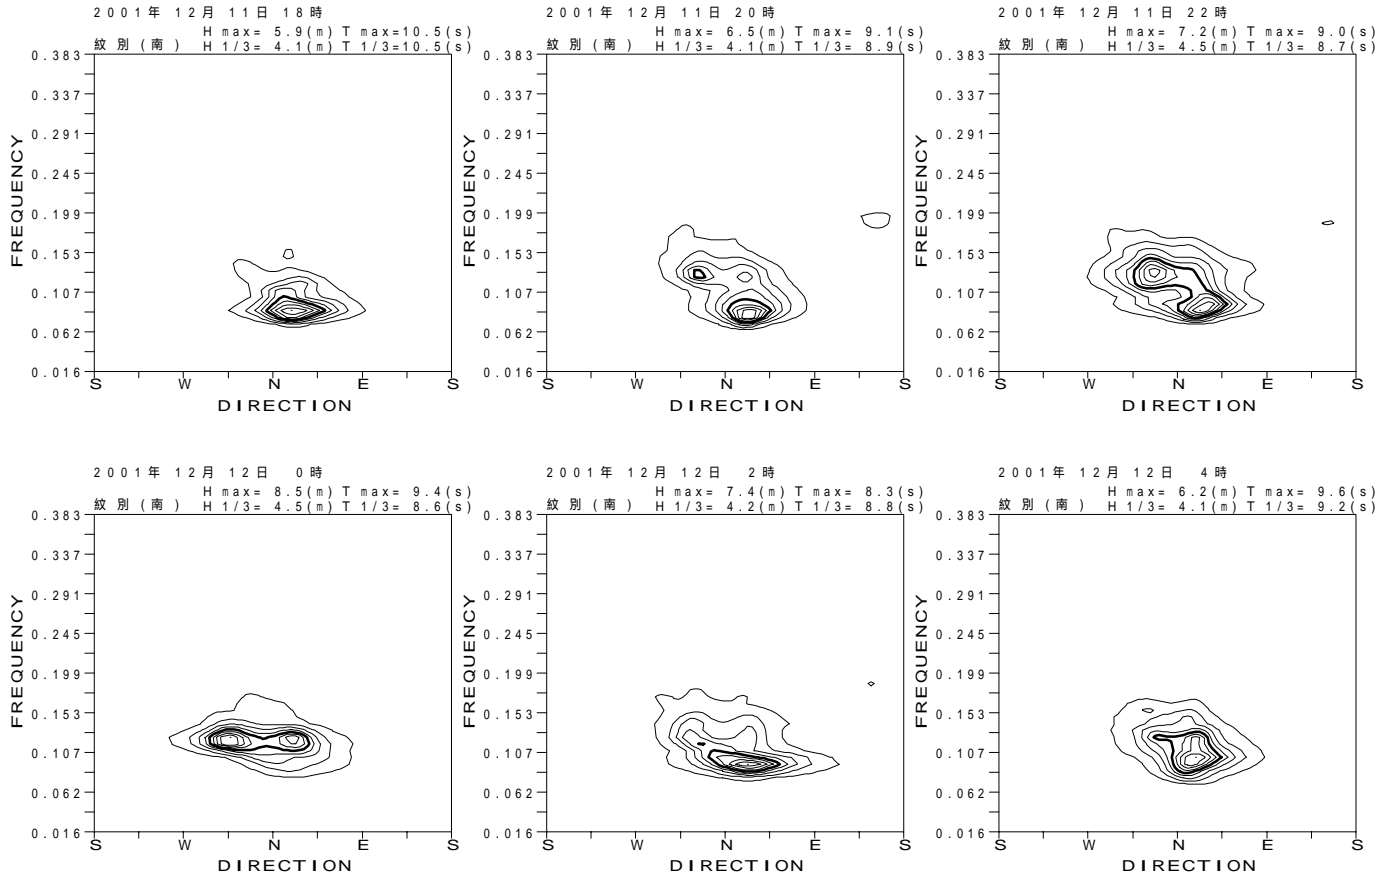 2001年 12月 11日 18時
H max= 5.9(m) T max=10.5(s)
紋別(南) H 1/3= 4.1(m) T 1/3=10.5(s)
0.383
0.337
0.291
0.245
0.199
0.153
0.107
0.062
0.016
FREQUENCY
S W N E S
DIRECTION
2001年 12月 11日 20時
H max= 6.5(m) T max= 9.1(s)
紋別(南) H 1/3= 4.1(m) T 1/3= 8.9(s)
0.383
0.337
0.291
0.245
0.199
0.153
0.107
0.062
0.016
FREQUENCY
S W N E S
DIRECTION
2001年 12月 11日 22時
H max= 7.2(m) T max= 9.0(s)
紋別(南) H 1/3= 4.5(m) T 1/3= 8.7(s)
0.383
0.337
0.291
0.245
0.199
0.153
0.107
0.062
0.016
FREQUENCY
S W N E S
DIRECTION
2001年 12月 12日 0時
H max= 8.5(m) T max= 9.4(s)
紋別(南) H 1/3= 4.5(m) T 1/3= 8.6(s)
0.383
0.337
0.291
0.245
0.199
0.153
0.107
0.062
0.016
FREQUENCY
S W N E S
DIRECTION
2001年 12月 12日 2時
H max= 7.4(m) T max= 8.3(s)
紋別(南) H 1/3= 4.2(m) T 1/3= 8.8(s)
0.383
0.337
0.291
0.245
0.199
0.153
0.107
0.062
0.016
FREQUENCY
S W N E S
DIRECTION
2001年 12月 12日 4時
H max= 6.2(m) T max= 9.6(s)
紋別(南) H 1/3= 4.1(m) T 1/3= 9.2(s)
0.383
0.337
0.291
0.245
0.199
0.153
0.107
0.062
0.016
FREQUENCY
S W N E S
DIRECTION